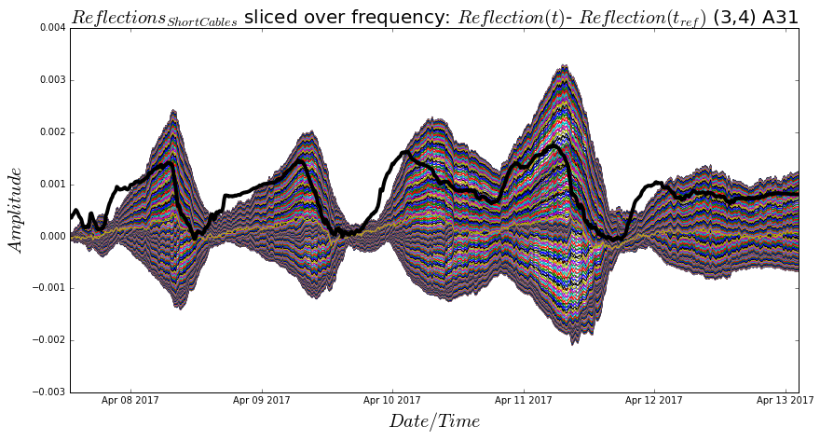 Reflections_ShortCables sliced over frequency: Reflection(t)- Reflection(t_ref) (3,4) A31
0.004
0.003
0.002
0.001
0.000
−0.001
−0.002
−0.003
Amplitude
Apr 08 2017 Apr 09 2017 Apr 10 2017 Apr 11 2017 Apr 12 2017 Apr 13 2017
Date/Time